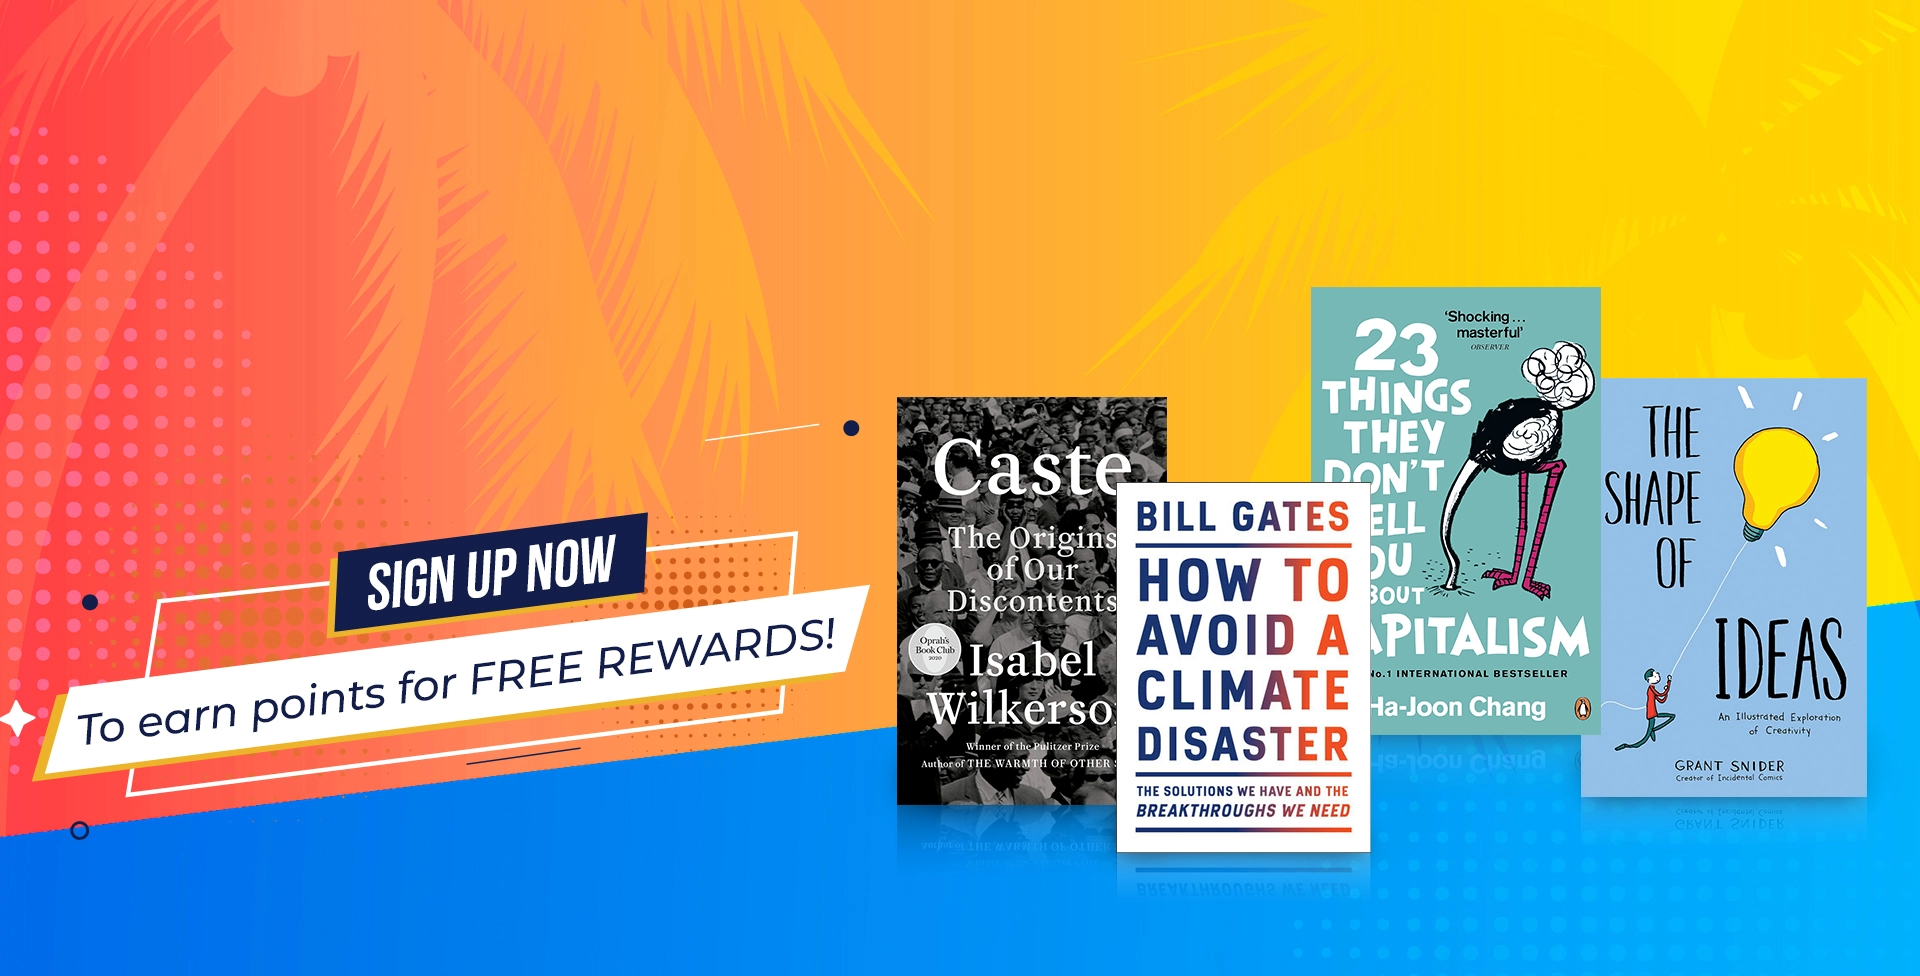 SIGN UP NOW
To earn points for FREE REWARDS!
Caste
The Origins
of Our
Discontents
Oprah's
Book Club
2020
Isabel
Wilkerso
Winner of the Pulitzer Prize
Author of THE WARMTH OF OTHER S
BILL GATES
HOW TO
AVOID A
CLIMATE
DISASTER
THE SOLUTIONS WE HAVE AND THE
BREAKTHROUGHS WE NEED
'Shocking...
masterful'
OBSERVER
23
THINGS
THEY
DON'T
ELL
OU
BOUT
APITALISM
No.1 INTERNATIONAL BESTSELLER
Ha-Joon Chang
THE
SHAPE
OF
IDEAS
An Illustrated Exploration
of Creativity
GRANT SNIDER
Creator of Incidental Comics